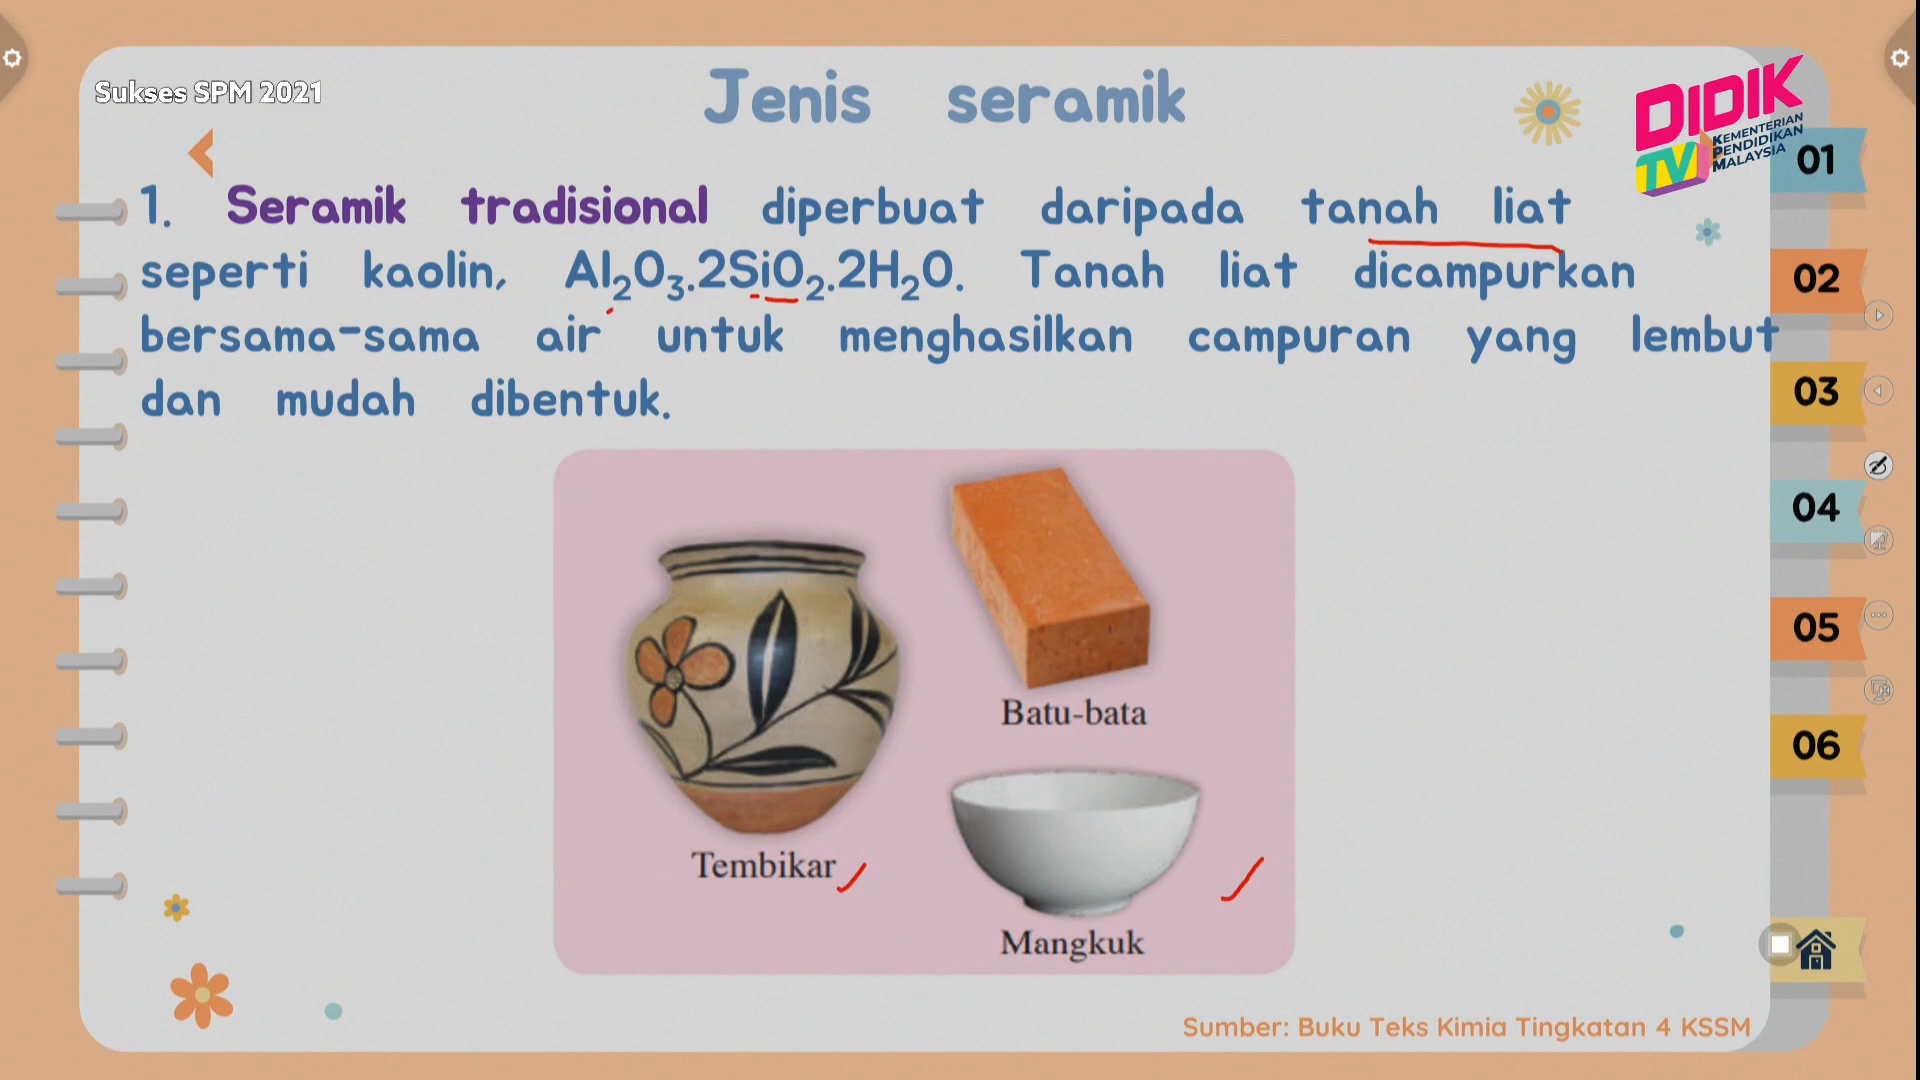 Sukses SPM 2021
Jenis seramik
DIDIK
TV
KEMENTERIAN
PENDIDIKAN
MALAYSIA
1. Seramik tradisional diperbuat daripada tanah liat
seperti kaolin, Al₂O₃.2SiO₂.2H₂O. Tanah liat dicampurkan
bersama-sama air untuk menghasilkan campuran yang lembut
dan mudah dibentuk.
Batu-bata
Tembikar
Mangkuk
01
02
03
04
05
06
Sumber: Buku Teks Kimia Tingkatan 4 KSSM